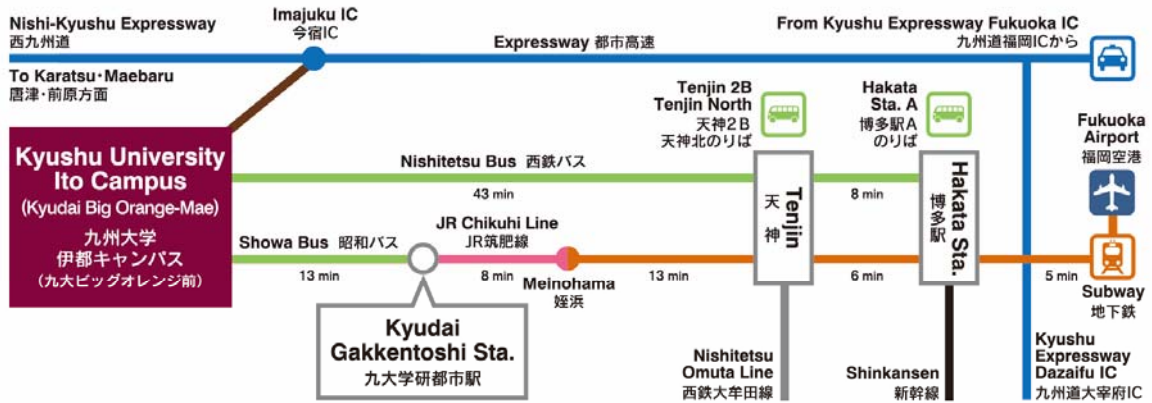 Nishi-Kyushu Expressway
西九州道
To Karatsu･Maebaru
唐津・前原方面
Imajuku IC
今宿IC
Expressway 都市高速
From Kyushu Expressway Fukuoka IC
九州道福岡ICから
Kyushu University
Ito Campus
(Kyudai Big Orange-Mae)
九州大学
伊都キャンパス
(九大ビッグオレンジ前)
Nishitetsu Bus 西鉄バス
43 min
Tenjin 2B
Tenjin North
天神2B
天神北のりば
Tenjin
天神
8 min
Hakata
Sta. A
博多駅A
のりば
Hakata Sta.
博多駅
Fukuoka
Airport
福岡空港
Showa Bus 昭和バス
13 min
JR Chikuhi Line
JR筑肥線
8 min
Meinohama
姪浜
13 min
6 min
5 min
Subway
地下鉄
Kyudai
Gakkentoshi Sta.
九大学研都市駅
Nishitetsu
Omuta Line
西鉄大牟田線
Shinkansen
新幹線
Kyushu
Expressway
Dazaifu IC
九州道大宰府IC